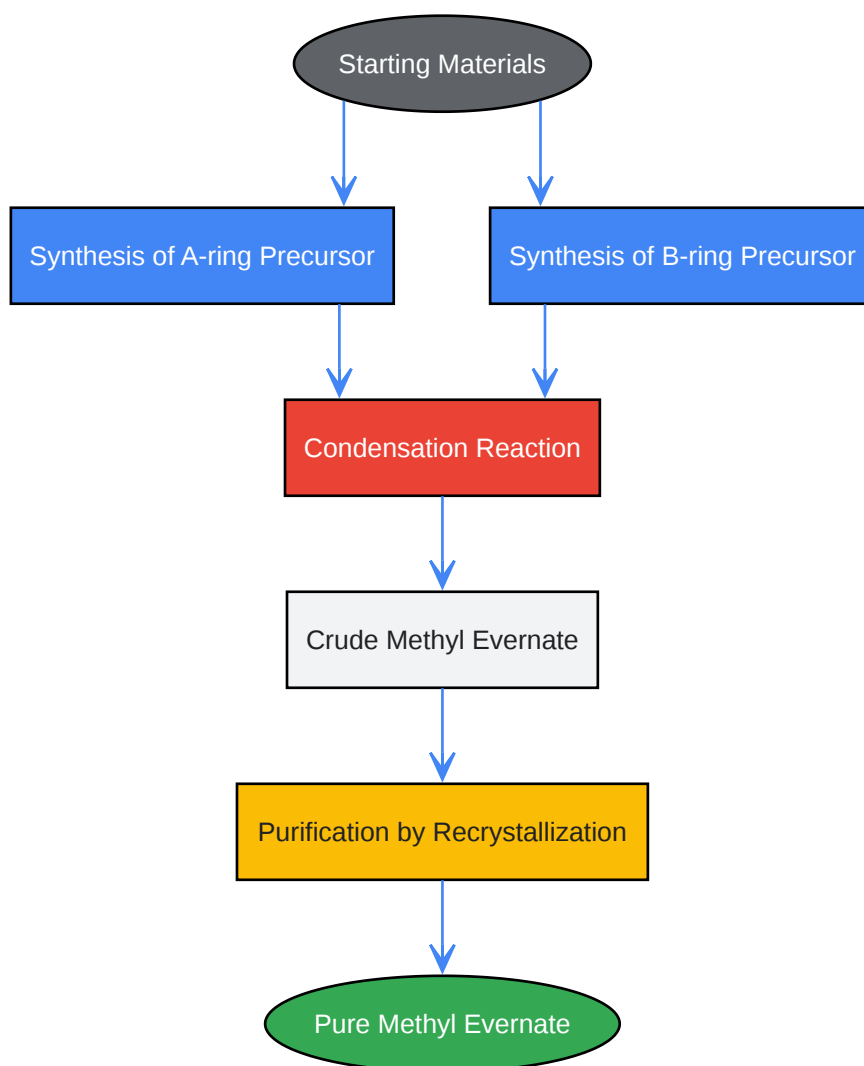 Starting Materials
Synthesis of A-ring Precursor
Synthesis of B-ring Precursor
Condensation Reaction
Crude Methyl Evernate
Purification by Recrystallization
Pure Methyl Evernate